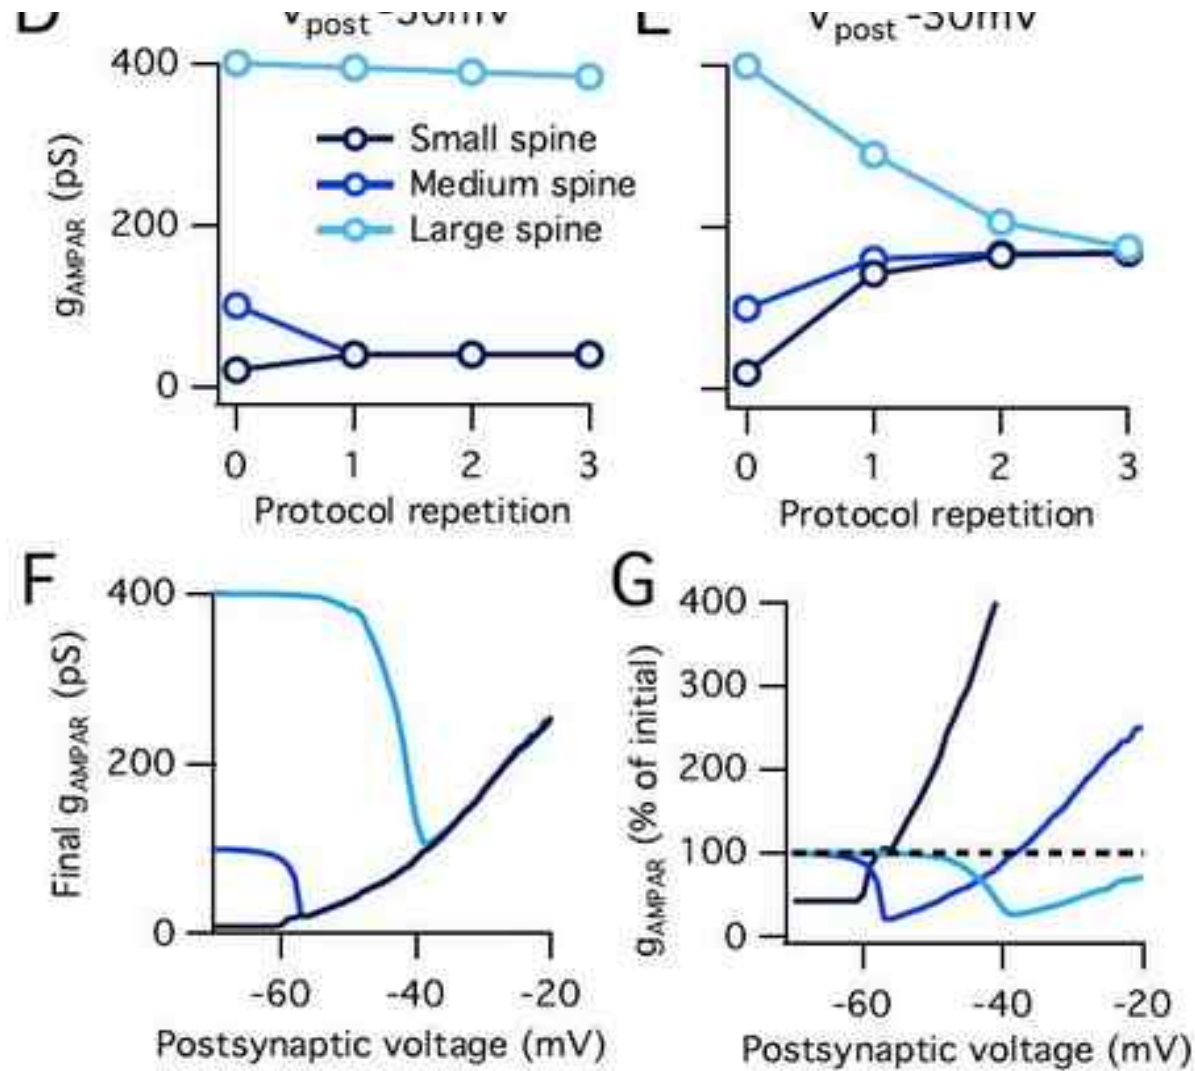 400
200
0
gAMPAR (pS)
Small spine
Medium spine
Large spine
0 1 2 3
Protocol repetition
0 1 2 3
Protocol repetition
F
400
200
0
Final gAMPAR (pS)
-60 -40 -20
Postsynaptic voltage (mV)
G
400
300
200
100
0
gAMPAR (% of initial)
-60 -40 -20
Postsynaptic voltage (mV)